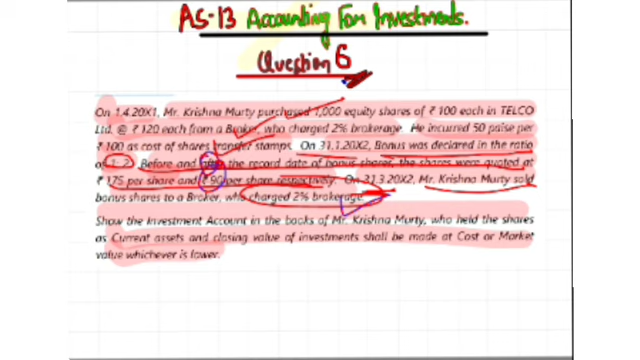 AS-13 Accounting For Investments.
Question 6
On 1.4.20X1, Mr. Krishna Murty purchased 1,000 equity shares of ₹ 100 each in TELCO
Ltd. @ ₹ 120 each from a Broker, who charged 2% brokerage. He incurred 50 paise per
₹ 100 as cost of shares transfer stamps. On 31.1.20X2, Bonus was declared in the ratio
of 1:2. Before and after the record date of bonus shares, the shares were quoted at
₹ 175 per share and ₹ 90 per share respectively. On 31.3.20X2, Mr. Krishna Murty sold
bonus shares to a Broker, who charged 2% brokerage.
Show the Investment Account in the books of Mr. Krishna Murty, who held the shares
as Current assets and closing value of investments shall be made at Cost or Market
value whichever is lower.